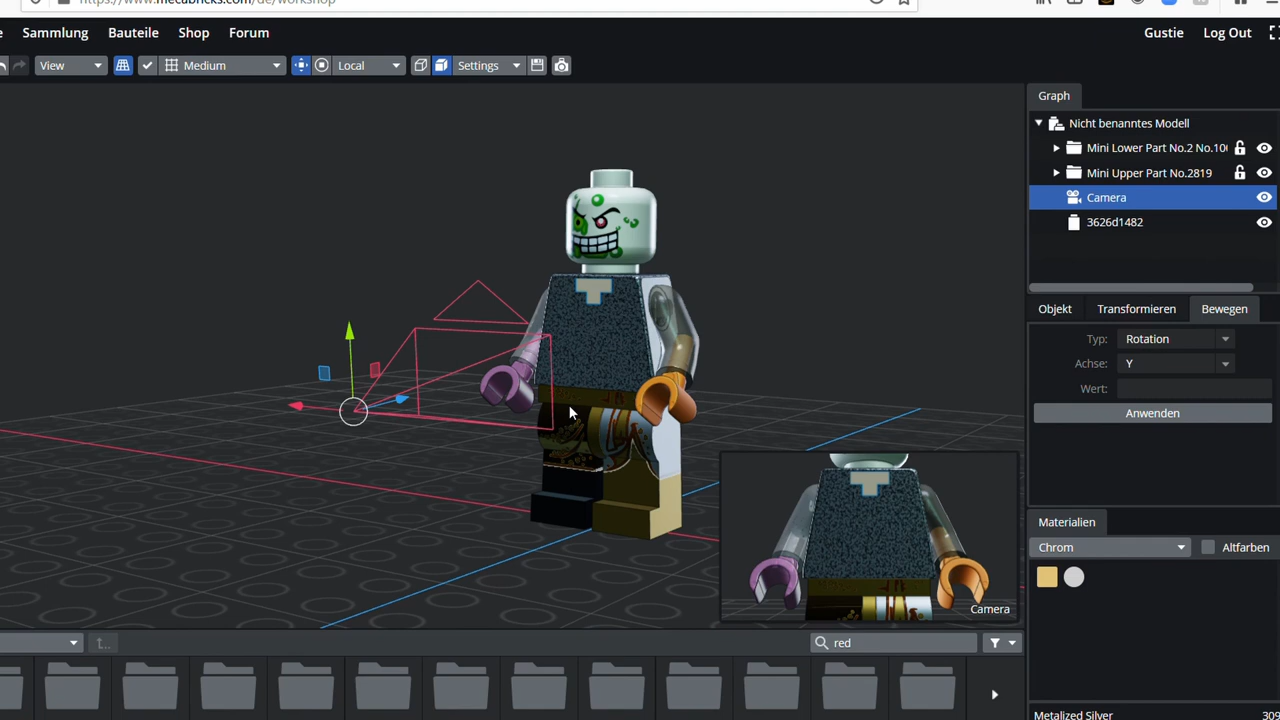 https://www.mecabricks.com/de/workshop
e Sammlung Bauteile Shop Forum Gustie Log Out
View Medium Local Settings
Graph
Nicht benanntes Modell
Mini Lower Part No.2 No.10
Mini Upper Part No.2819
Camera
3626d1482
Objekt Transformieren Bewegen
Typ: Rotation
Achse: Y
Wert:
Anwenden
Materialien
Chrom Altfarben
Camera
red
Metalized Silver 309